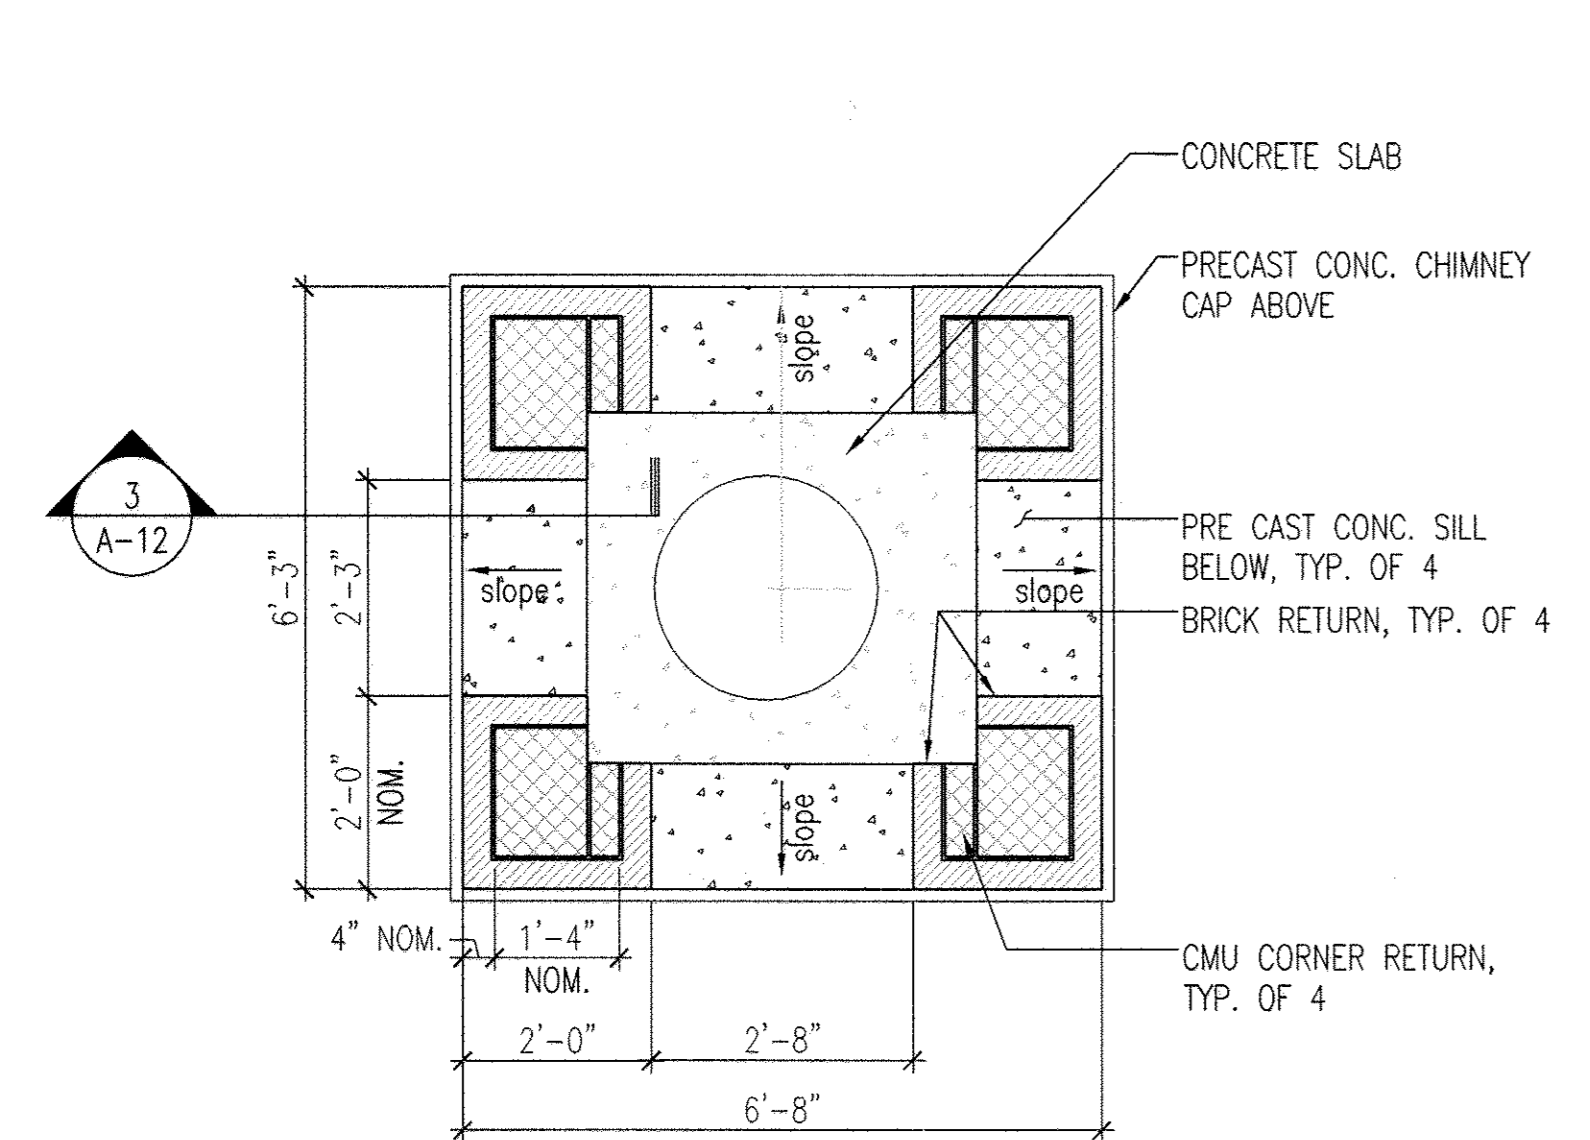 CONCRETE SLAB
PRECAST CONC. CHIMNEY
CAP ABOVE
slope
3
A-12
PRE CAST CONC. SILL
BELOW, TYP. OF 4
6'-3"
2'-3"
slope
slope
BRICK RETURN, TYP. OF 4
2'-0"
NOM.
slope
4" NOM.
1'-4"
NOM.
CMU CORNER RETURN,
TYP. OF 4
2'-0"
2'-8"
6'-8"